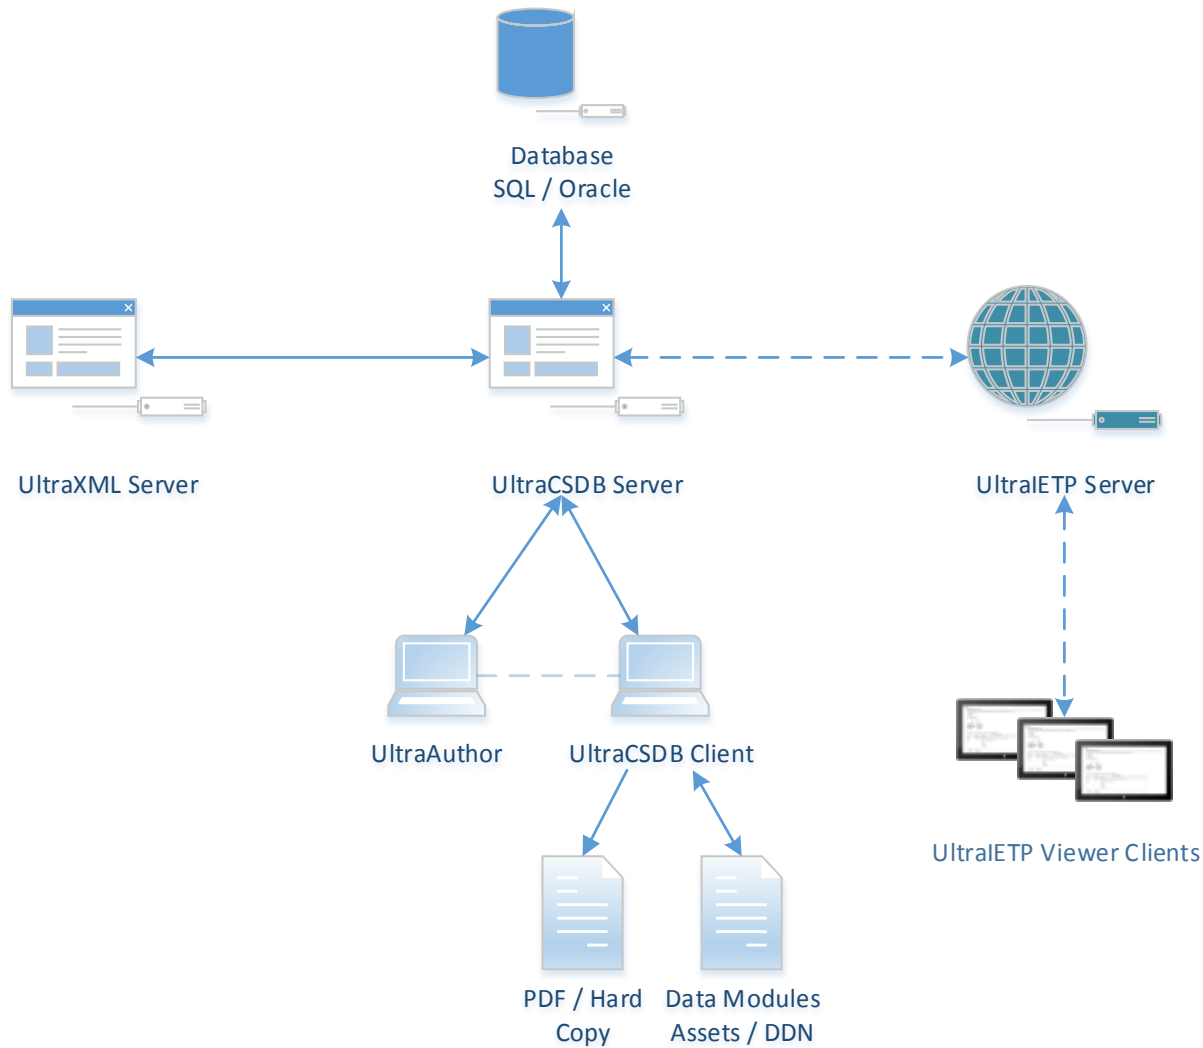 Database
SQL / Oracle
UltraXML Server
UltraCSDB Server
UltraIETP Server
UltraAuthor
UltraCSDB Client
UltraIETP Viewer Clients
PDF / Hard
Copy
Data Modules
Assets / DDN